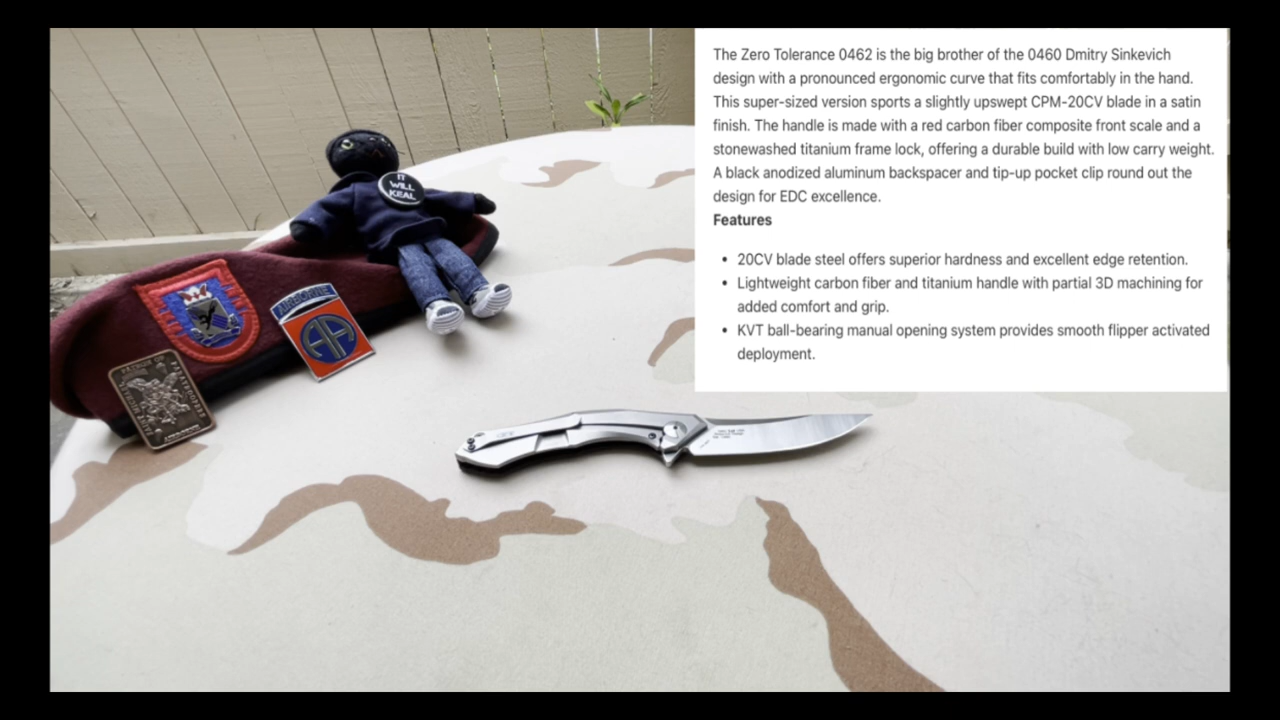 The Zero Tolerance 0462 is the big brother of the 0460 Dmitry Sinkevich
design with a pronounced ergonomic curve that fits comfortably in the hand.
This super-sized version sports a slightly upswept CPM-20CV blade in a satin
finish. The handle is made with a red carbon fiber composite front scale and a
stonewashed titanium frame lock, offering a durable build with low carry weight.
A black anodized aluminum backspacer and tip-up pocket clip round out the
design for EDC excellence.
Features
• 20CV blade steel offers superior hardness and excellent edge retention.
• Lightweight carbon fiber and titanium handle with partial 3D machining for
added comfort and grip.
• KVT ball-bearing manual opening system provides smooth flipper activated
deployment.
IT
WILL
KEAL
AIRBORNE
AA